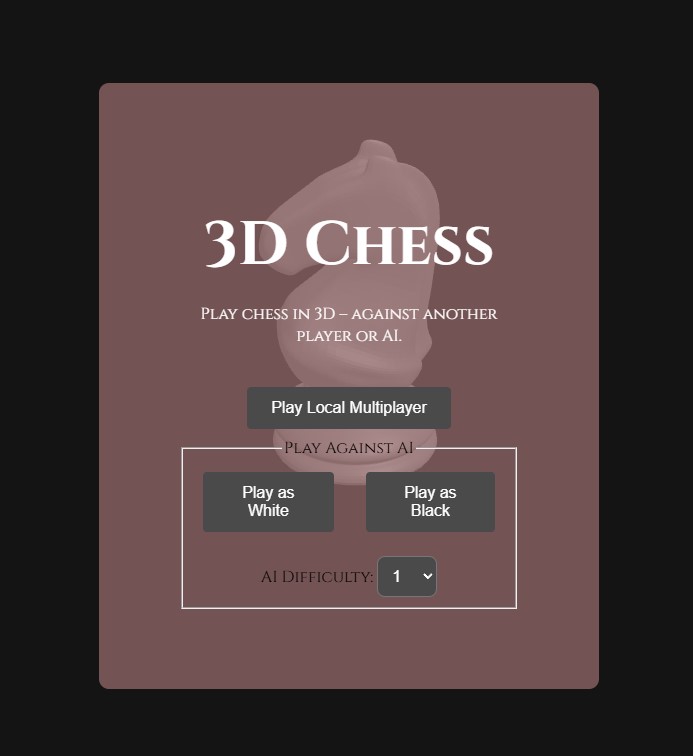 3D Chess
Play chess in 3D – against another
player or AI.
Play Local Multiplayer
Play Against AI
Play as
White
Play as
Black
AI Difficulty: 1